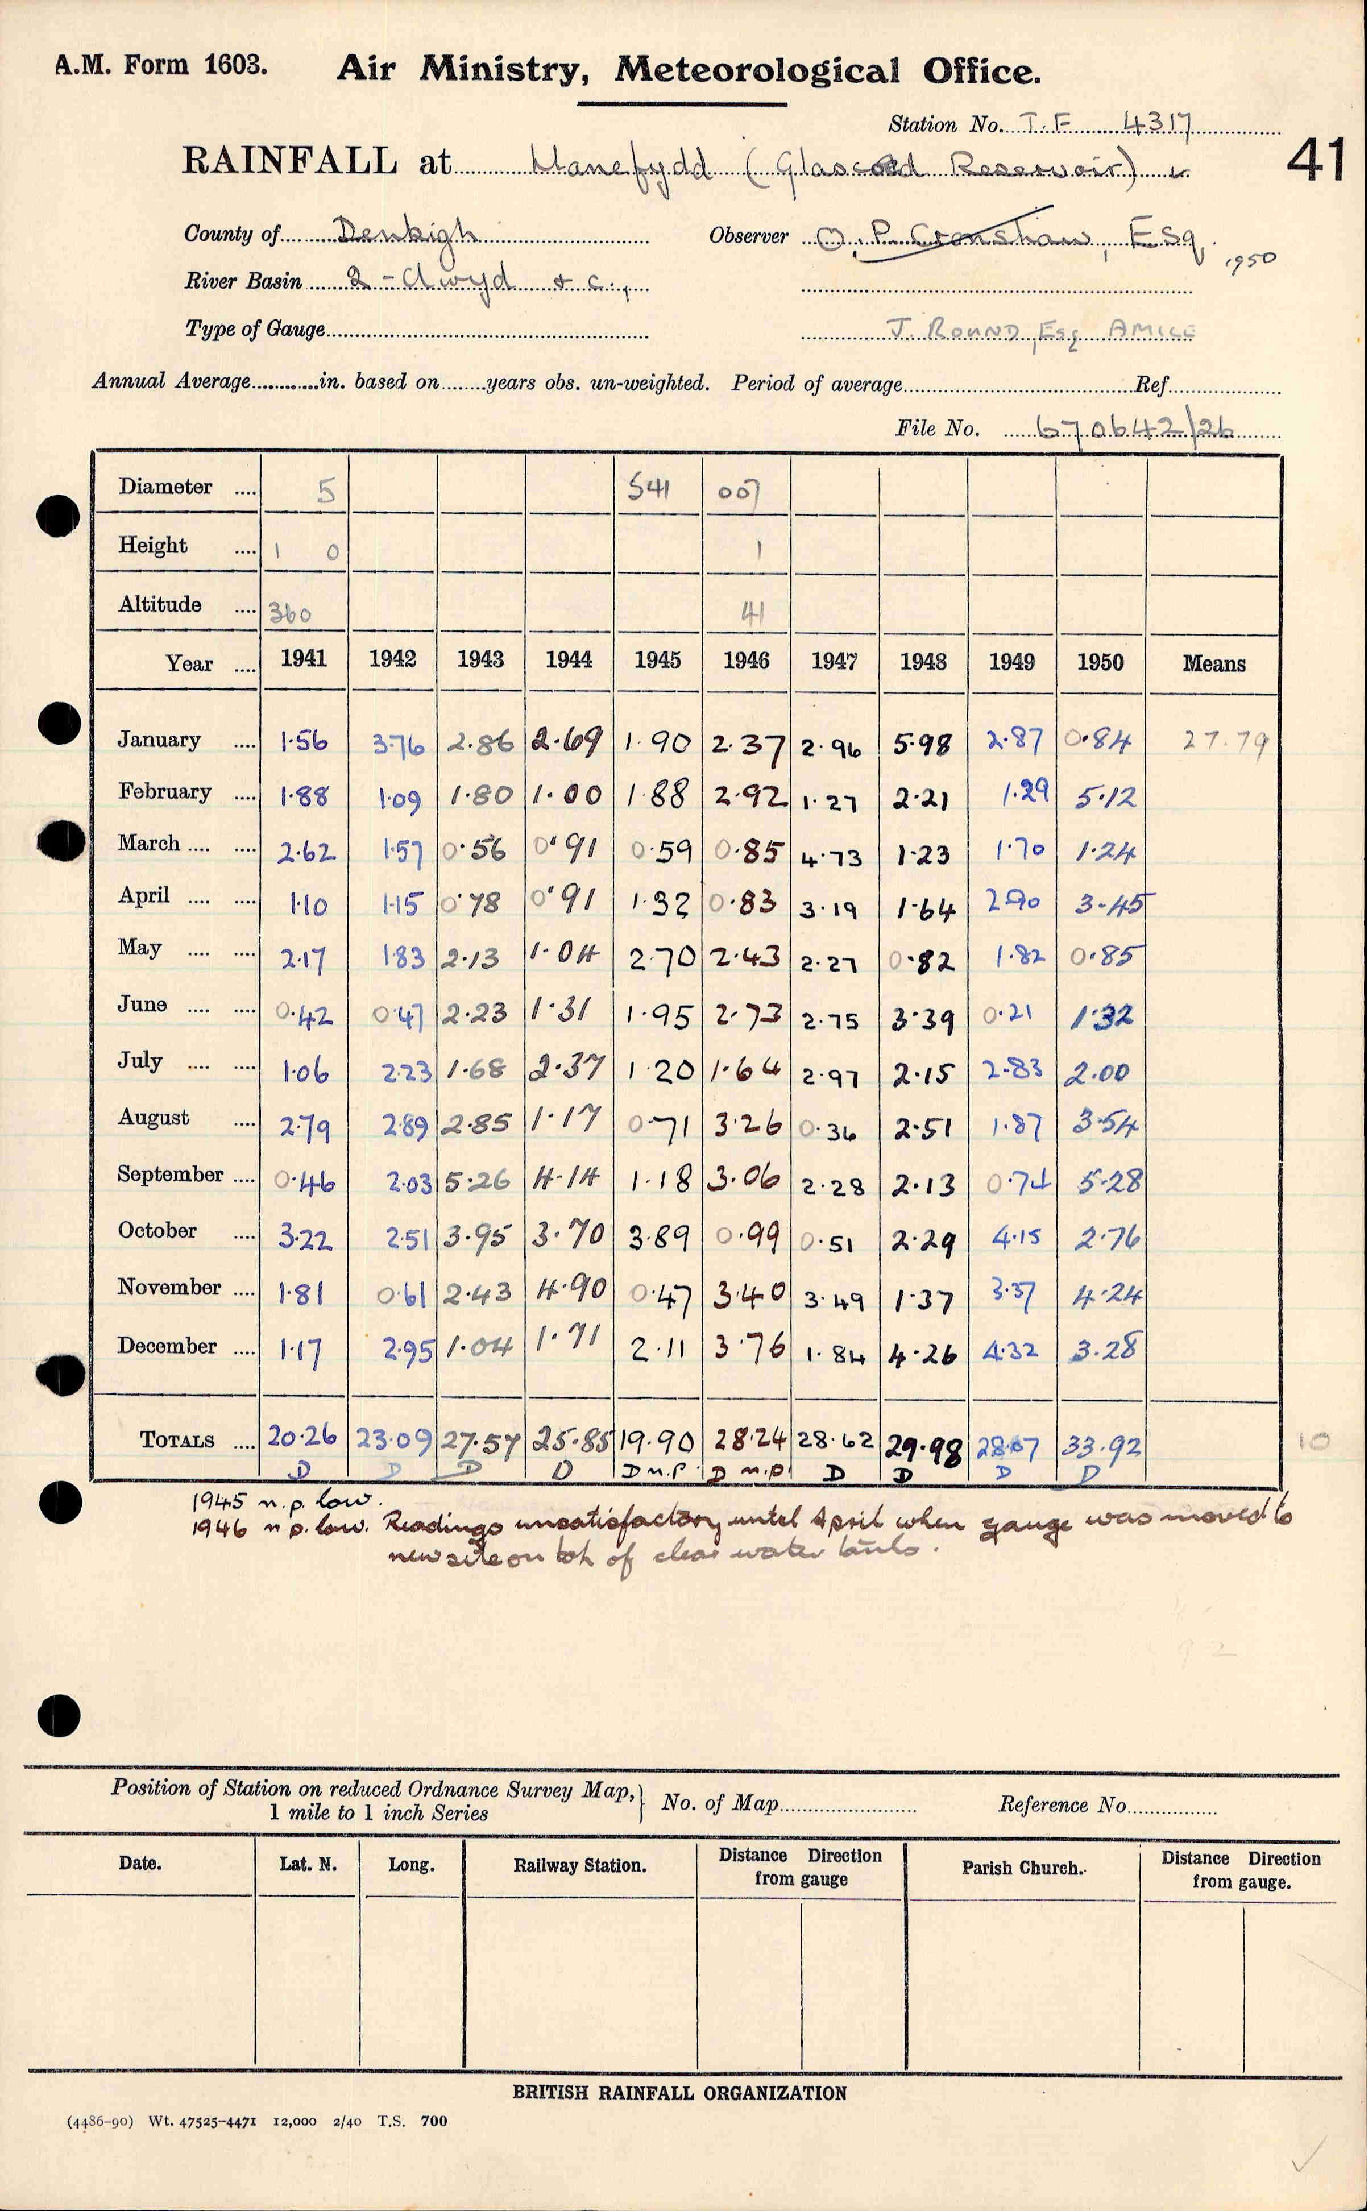 A.M. Form 1603. Air Ministry, Meteorological Office.
Station No. T.F 4317
RAINFALL at Llanefydd (Glascoed Reservoir) 41
County of Denbigh Observer O. P. Cronshaw, Esq. 1950
River Basin 2 - Clwyd & c.,
Type of Gauge J. ROUND, Esq AMICE
Annual Average in. based on years obs. un-weighted. Period of average Ref
File No. 670642/26
Diameter .... 5 541 007
Height .... 1 0 1
Altitude .... 360 41
Year .... 1941 1942 1943 1944 1945 1946 1947 1948 1949 1950 Means
January .... 1.56 3.76 2.86 2.69 1.90 2.37 2.96 5.98 2.87 0.84 27.79
February .... 1.88 1.09 1.80 1.00 1.88 2.92 1.27 2.21 1.29 5.12
March .... .... 2.62 1.57 0.56 0.91 0.59 0.85 4.73 1.23 1.70 1.24
April .... .... 1.10 1.15 0.78 0.91 1.32 0.83 3.19 1.64 2.90 3.45
May .... .... 2.17 1.83 2.13 1.04 2.70 2.43 2.27 0.82 1.82 0.85
June .... .... 0.42 0.47 2.23 1.31 1.95 2.73 2.75 3.39 0.21 1.32
July .... .... 1.06 2.23 1.68 2.37 1.20 1.64 2.97 2.15 2.83 2.00
August .... 2.79 2.89 2.85 1.17 0.71 3.26 0.36 2.51 1.87 3.54
September .... 0.46 2.03 5.26 4.14 1.18 3.06 2.28 2.13 0.74 5.28
October .... 3.22 2.51 3.95 3.70 3.89 0.99 0.51 2.29 4.15 2.76
November .... 1.81 0.61 2.43 4.90 0.47 3.40 3.49 1.37 3.37 4.24
December .... 1.17 2.95 1.04 1.71 2.11 3.76 1.84 4.26 4.32 3.28
TOTALS .... 20.26 23.09 27.57 25.85 19.90 28.24 28.62 29.98 28.07 33.92 10
D D D D D n.p D n.p. D D D D
1945 n.p. low.
1946 n p. low. Readings unsatisfactory until April when gauge was moved to
new site on top of clear water tanks.
Position of Station on reduced Ordnance Survey Map, 1 mile to 1 inch Series No. of Map Reference No.
Date. Lat. N. Long. Railway Station. Distance Direction from gauge Parish Church. Distance Direction from gauge.
BRITISH RAINFALL ORGANIZATION
(4486-90) Wt. 47525-4471 12,000 2/40 T.S. 700